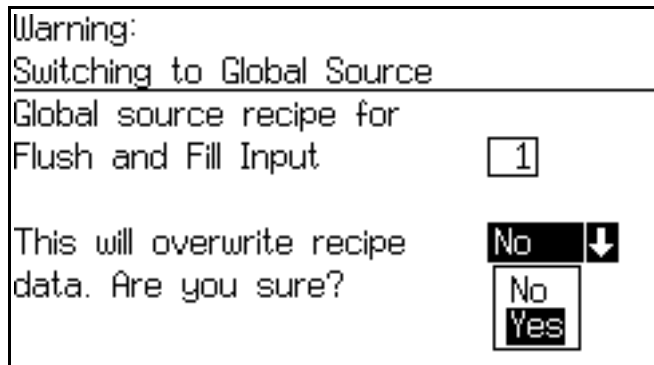 Warning:
Switching to Global Source
Global source recipe for
Flush and Fill Input 1
This will overwrite recipe No
data. Are you sure? No
Yes